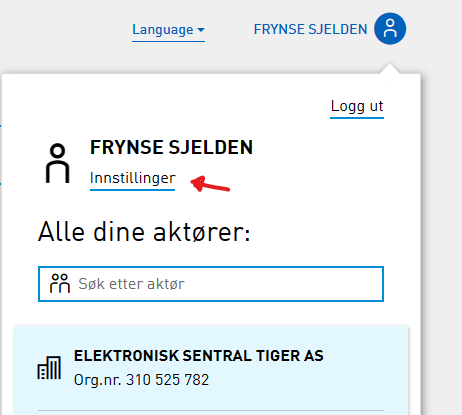 Language
FRYNSE SJELDEN
Logg ut
FRYNSE SJELDEN
Innstillinger
Alle dine aktører:
Søk etter aktør
ELEKTRONISK SENTRAL TIGER AS
Org.nr. 310 525 782